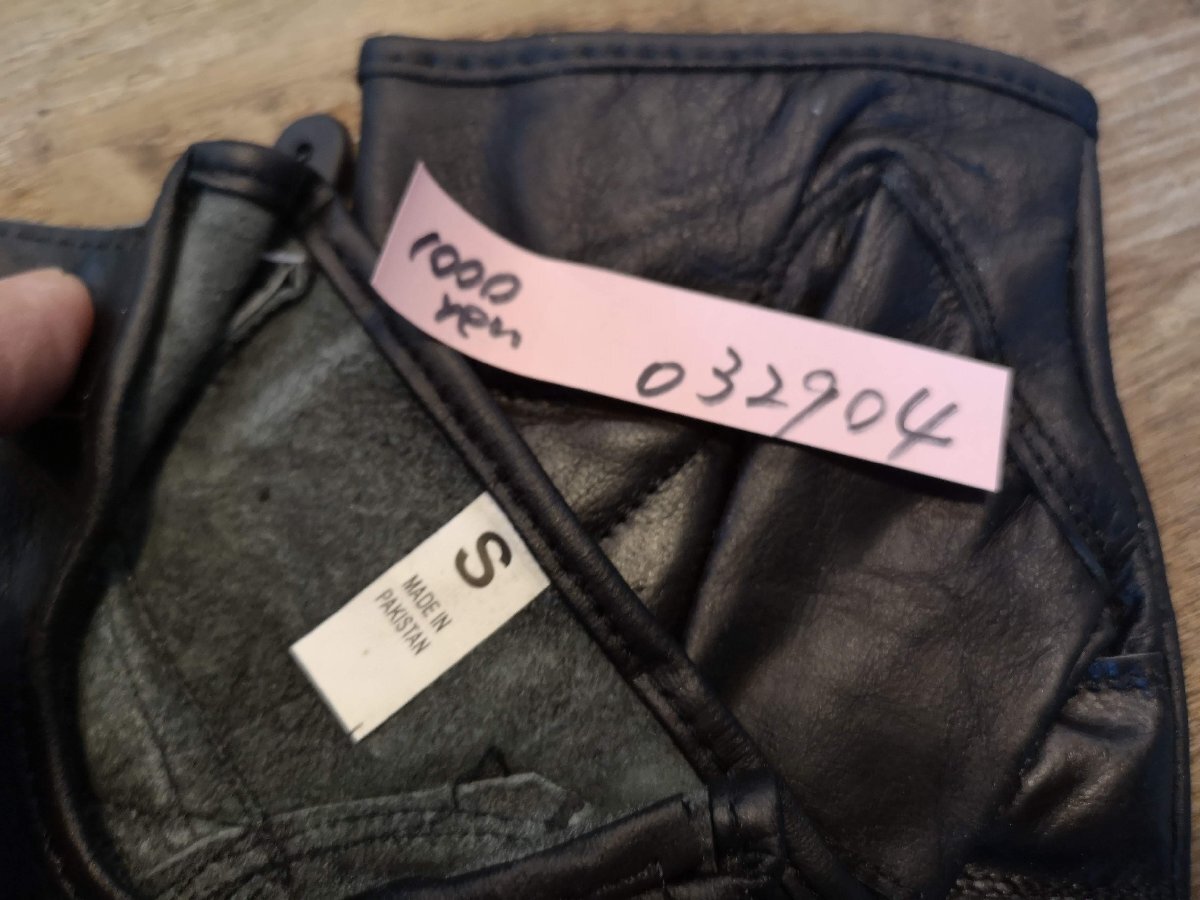 1000
yen
032904
S
MADE IN
PAKISTAN